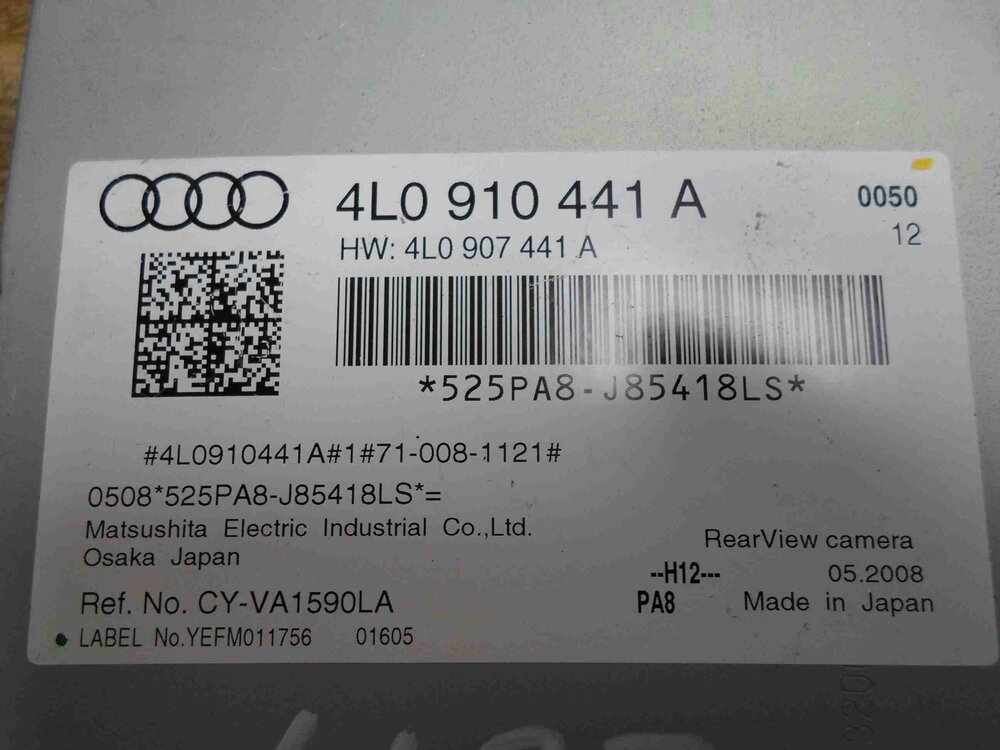 4L0 910 441 A
0050
HW: 4L0 907 441 A
12
*525PA8-J85418LS*
#4L0910441A#1#71-008-1121#
0508*525PA8-J85418LS*=
Matsushita Electric Industrial Co.,Ltd.
Osaka Japan
RearView camera
--H12---
05.2008
Ref. No. CY-VA1590LA
PA8
Made in Japan
LABEL No.YEFM011756
01605